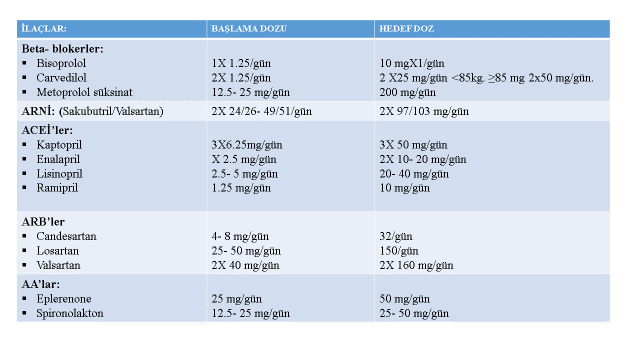 İLAÇLAR: BAŞLAMA DOZU HEDEF DOZ
Beta- blokerler:
▪ Bisoprolol 1X 1.25/gün 10 mgX1/gün
▪ Carvedilol 2X 1.25/gün 2 X25 mg/gün <85kg, ≥85 mg 2x50 mg/gün.
▪ Metoprolol süksinat 12.5- 25 mg/gün 200 mg/gün
ARNİ: (Sakubutril/Valsartan) 2X 24/26- 49/51/gün 2X 97/103 mg/gün
ACEİ’ler:
▪ Kaptopril 3X6.25mg/gün 3X 50 mg/gün
▪ Enalapril X 2.5 mg/gün 2X 10- 20 mg/gün
▪ Lisinopril 2.5- 5 mg/gün 20- 40 mg/gün
▪ Ramipril 1.25 mg/gün 10 mg/gün
ARB’ler
▪ Candesartan 4- 8 mg/gün 32/gün
▪ Losartan 25- 50 mg/gün 150/gün
▪ Valsartan 2X 40 mg/gün 2X 160 mg/gün
AA’lar:
▪ Eplerenone 25 mg/gün 50 mg/gün
▪ Spironolakton 12.5- 25 mg/gün 25- 50 mg/gün